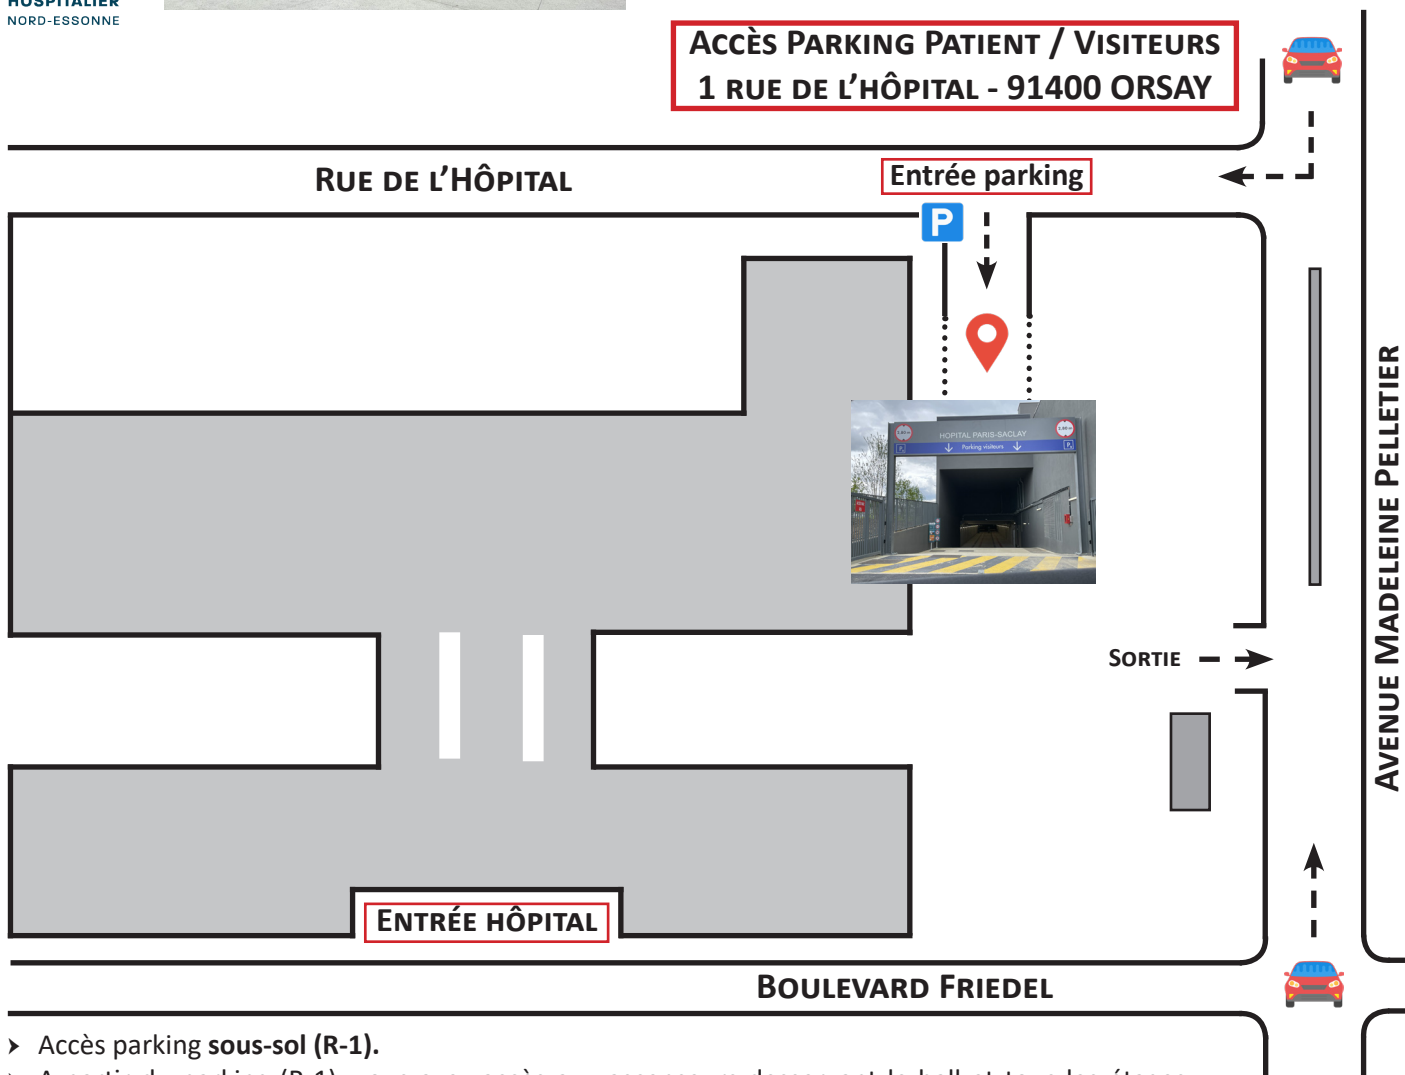 HOSPITALIER
NORD-ESSONNE
ACCÈS PARKING PATIENT / VISITEURS
1 RUE DE L'HÔPITAL - 91400 ORSAY
RUE DE L'HÔPITAL
Entrée parking
P
HOPITAL PARIS-SACLAY
Parking visiteurs
AVENUE MADELEINE PELLETIER
SORTIE
ENTRÉE HÔPITAL
BOULEVARD FRIEDEL
Accès parking sous-sol (R-1).